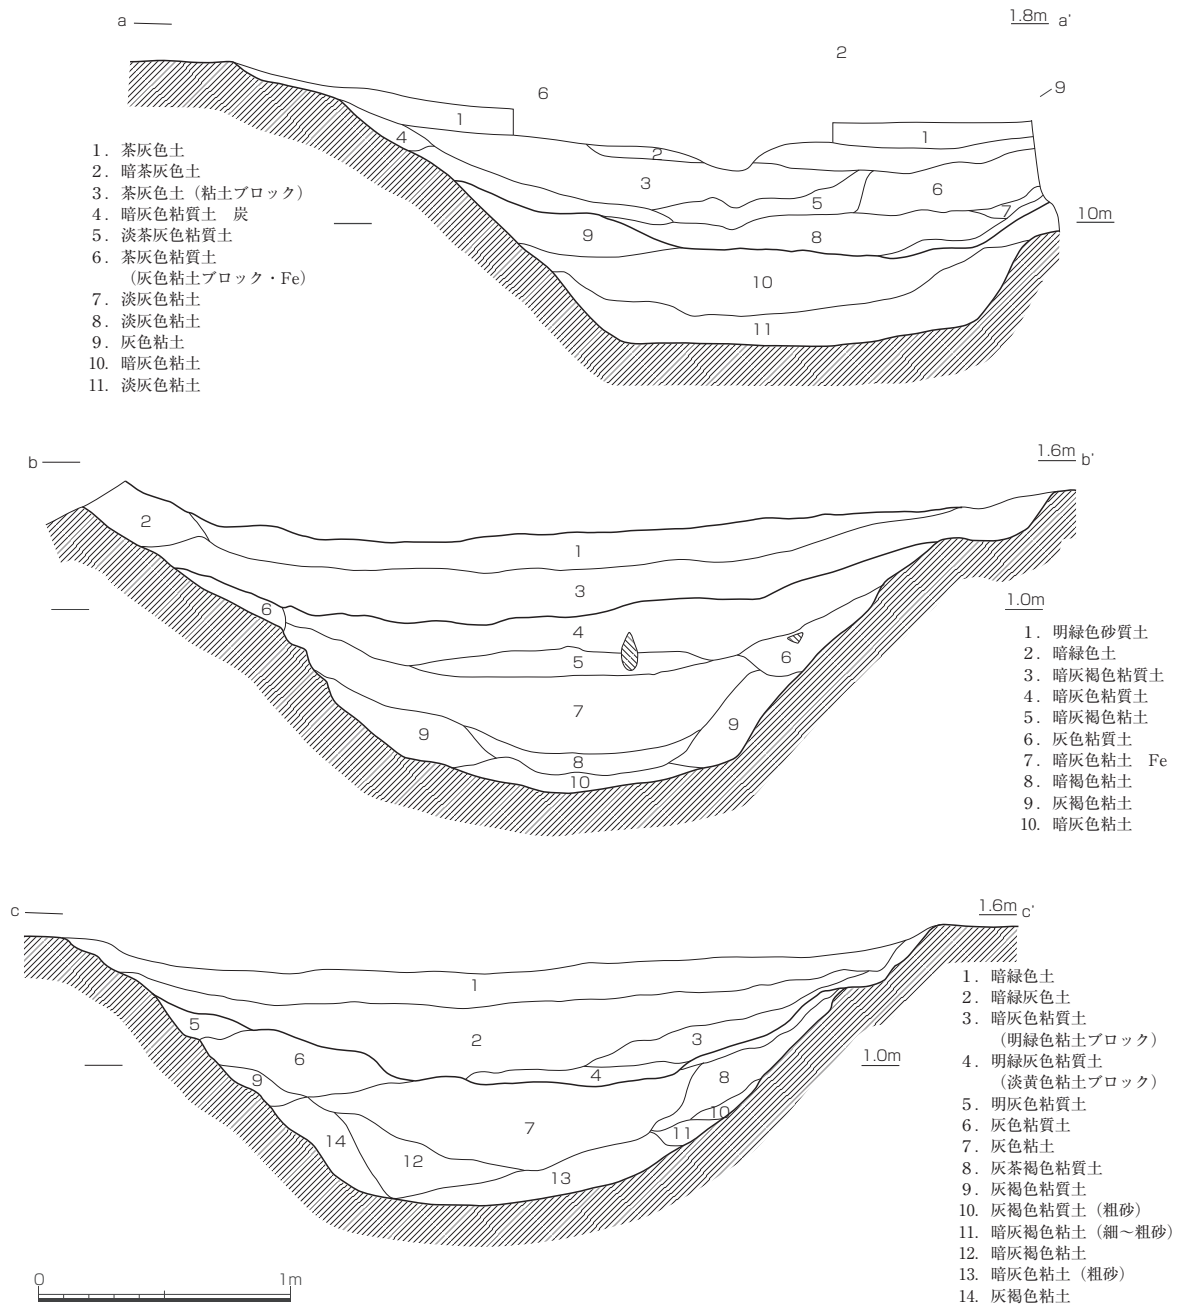 a
1.8m a'
2
6
9
1
1
4
2
3
5
6
7
9
8
10m
10
11
1. 茶灰色土
2. 暗茶灰色土
3. 茶灰色土（粘土ブロック）
4. 暗灰色粘質土　炭
5. 淡茶灰色粘質土
6. 茶灰色粘質土
（灰色粘土ブロック・Fe）
7. 淡灰色粘土
8. 淡灰色粘土
9. 灰色粘土
10. 暗灰色粘土
11. 淡灰色粘土
b
1.6m b'
2
1
3
6
4
5
6
7
9
9
8
10
1.0m
1. 明緑色砂質土
2. 暗緑色土
3. 暗灰褐色粘質土
4. 暗灰色粘質土
5. 暗灰褐色粘土
6. 灰色粘質土
7. 暗灰色粘土　Fe
8. 暗褐色粘土
9. 灰褐色粘土
10. 暗灰色粘土
c
1.6m c'
1
5
2
3
6
4
9
8
10
7
11
14
12
13
1.0m
1. 暗緑色土
2. 暗緑灰色土
3. 暗灰色粘質土
（明緑色粘土ブロック）
4. 明緑灰色粘質土
（淡黄色粘土ブロック）
5. 明灰色粘質土
6. 灰色粘質土
7. 灰色粘土
8. 灰茶褐色粘質土
9. 灰褐色粘質土
10. 灰褐色粘質土（粗砂）
11. 暗灰褐色粘土（細～粗砂）
12. 暗灰褐色粘土
13. 暗灰色粘土（粗砂）
14. 灰褐色粘土
0 1m